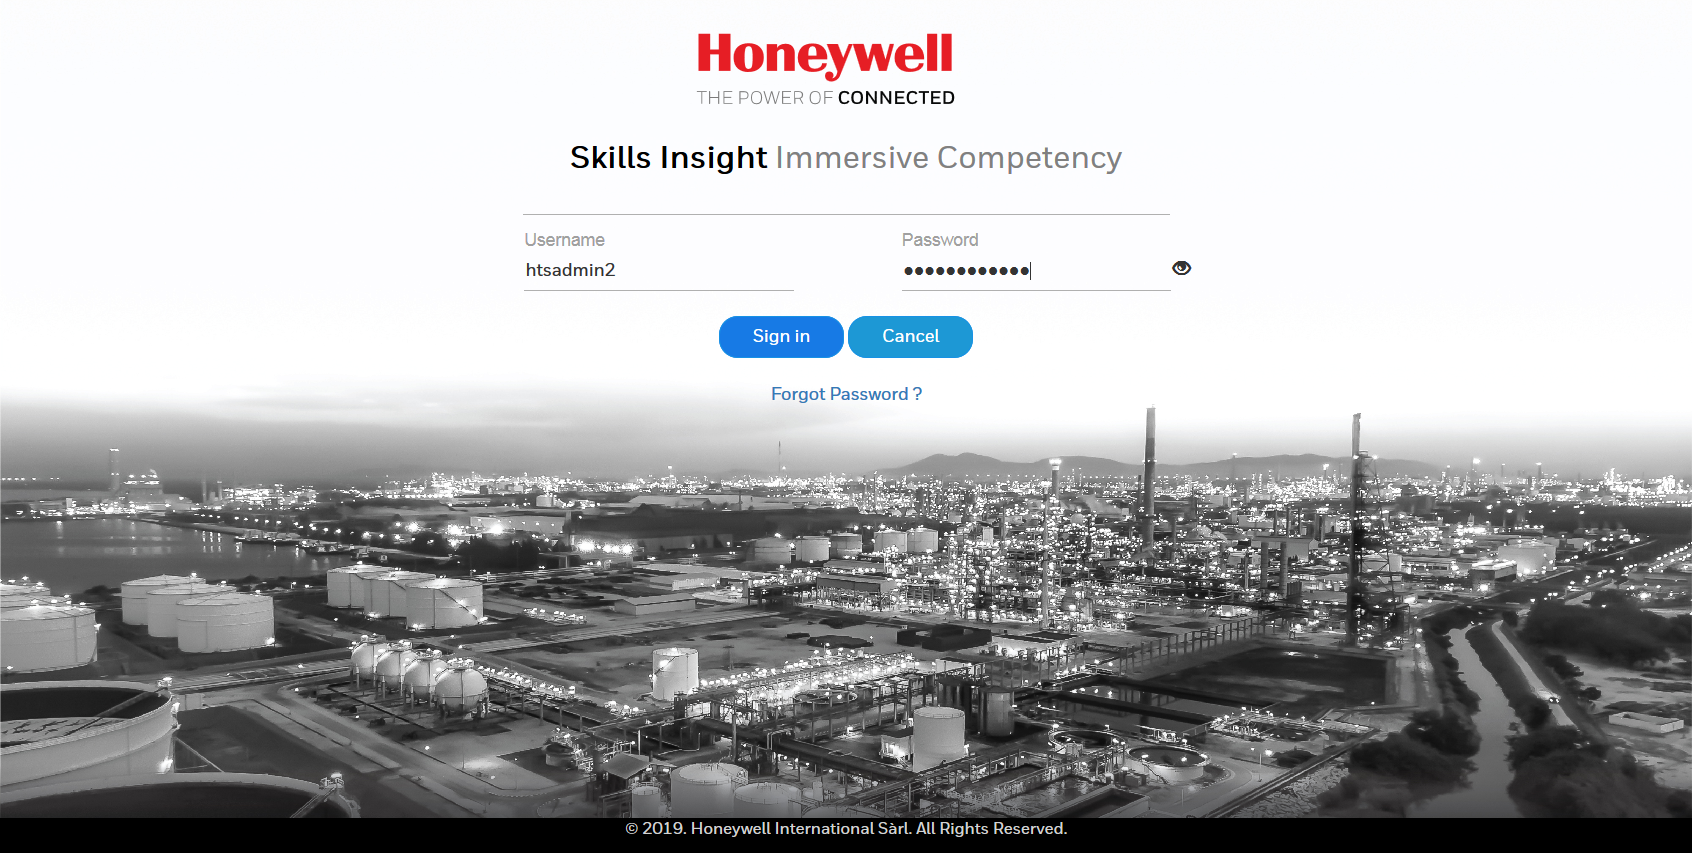 Honeywell
THE POWER OF CONNECTED
Skills Insight Immersive Competency
Username
Password
htsadmin2
●●●●●●●●●●●●
Sign in
Cancel
Forgot Password ?
© 2019. Honeywell International Sàrl. All Rights Reserved.